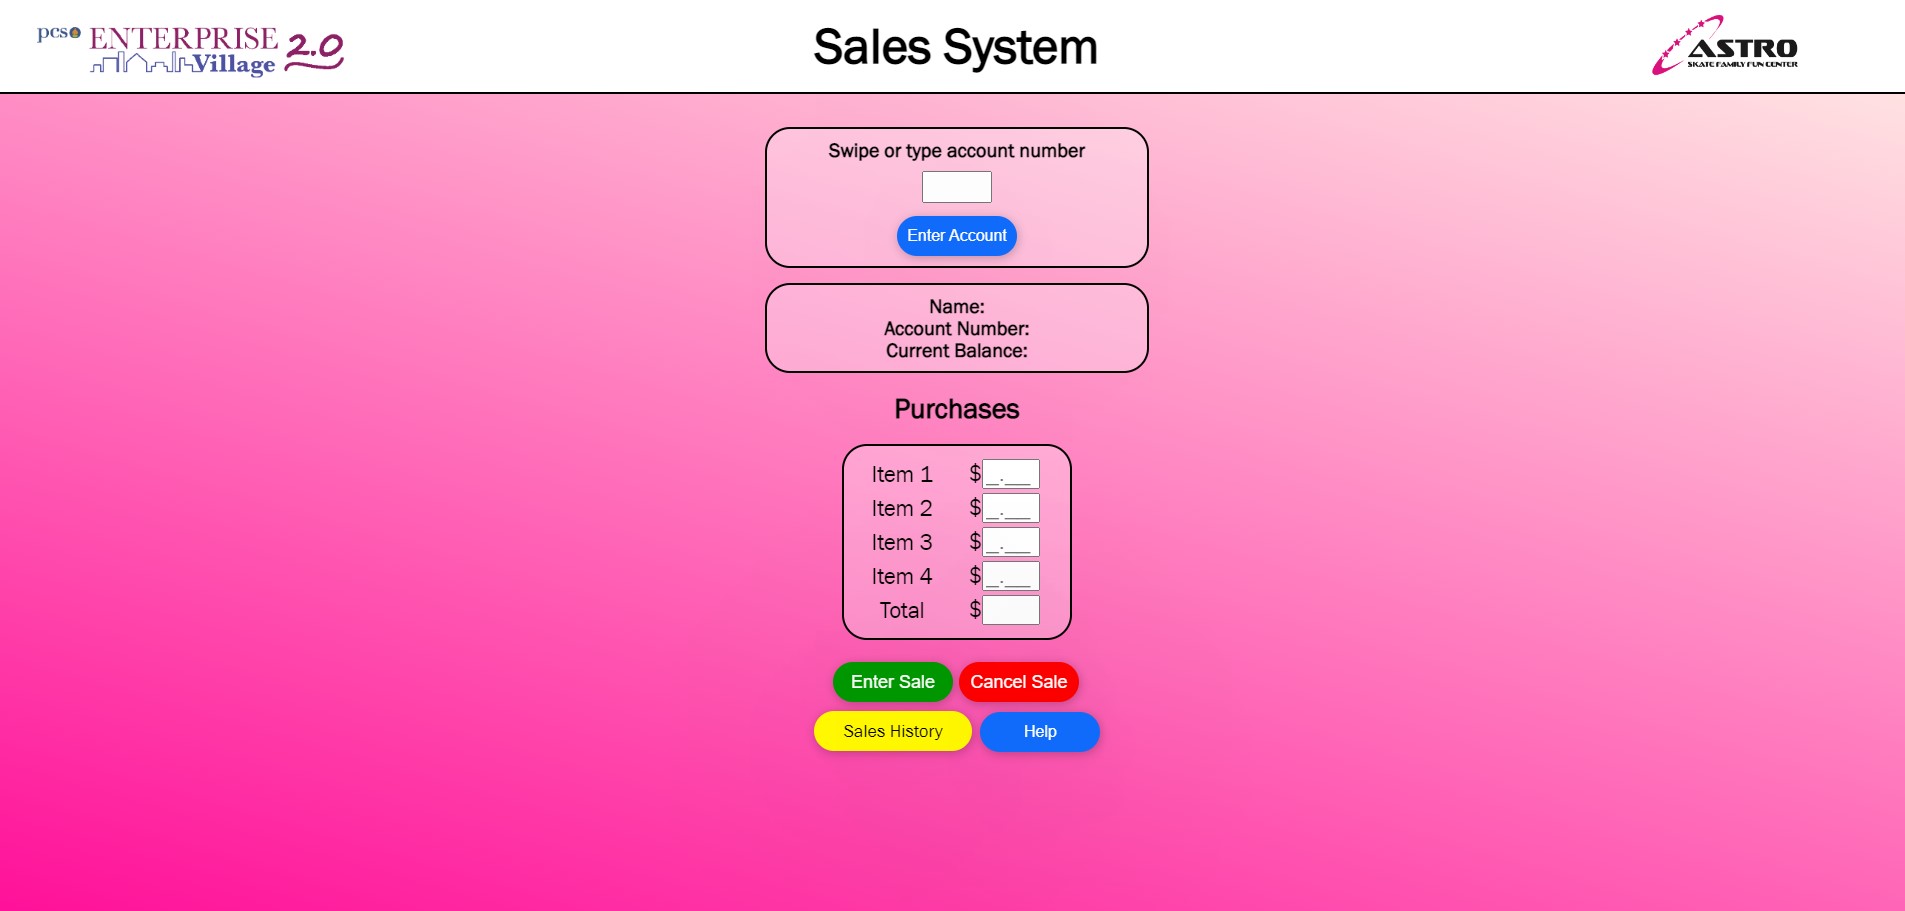 pcs ENTERPRISE Village 2.0
Sales System
ASTRO
SKATE FAMILY FUN CENTER
Swipe or type account number
Enter Account
Name:
Account Number:
Current Balance:
Purchases
Item 1 $_.__
Item 2 $_.__
Item 3 $_.__
Item 4 $_.__
Total $
Enter Sale Cancel Sale
Sales History Help